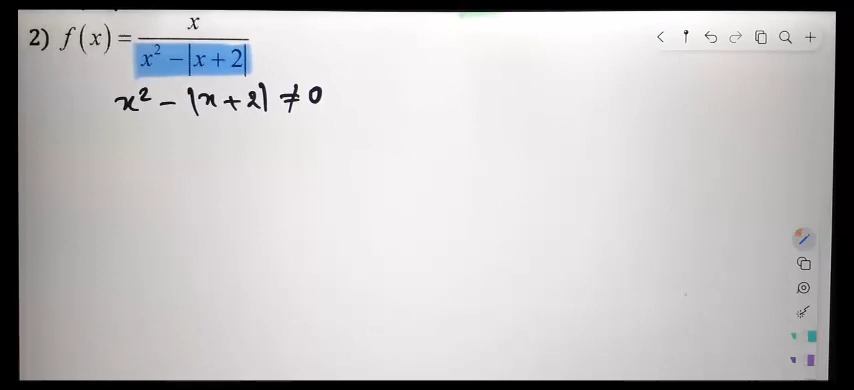 2) f(x) = x / (x² − |x + 2|)
x² − |x + 2| ≠ 0